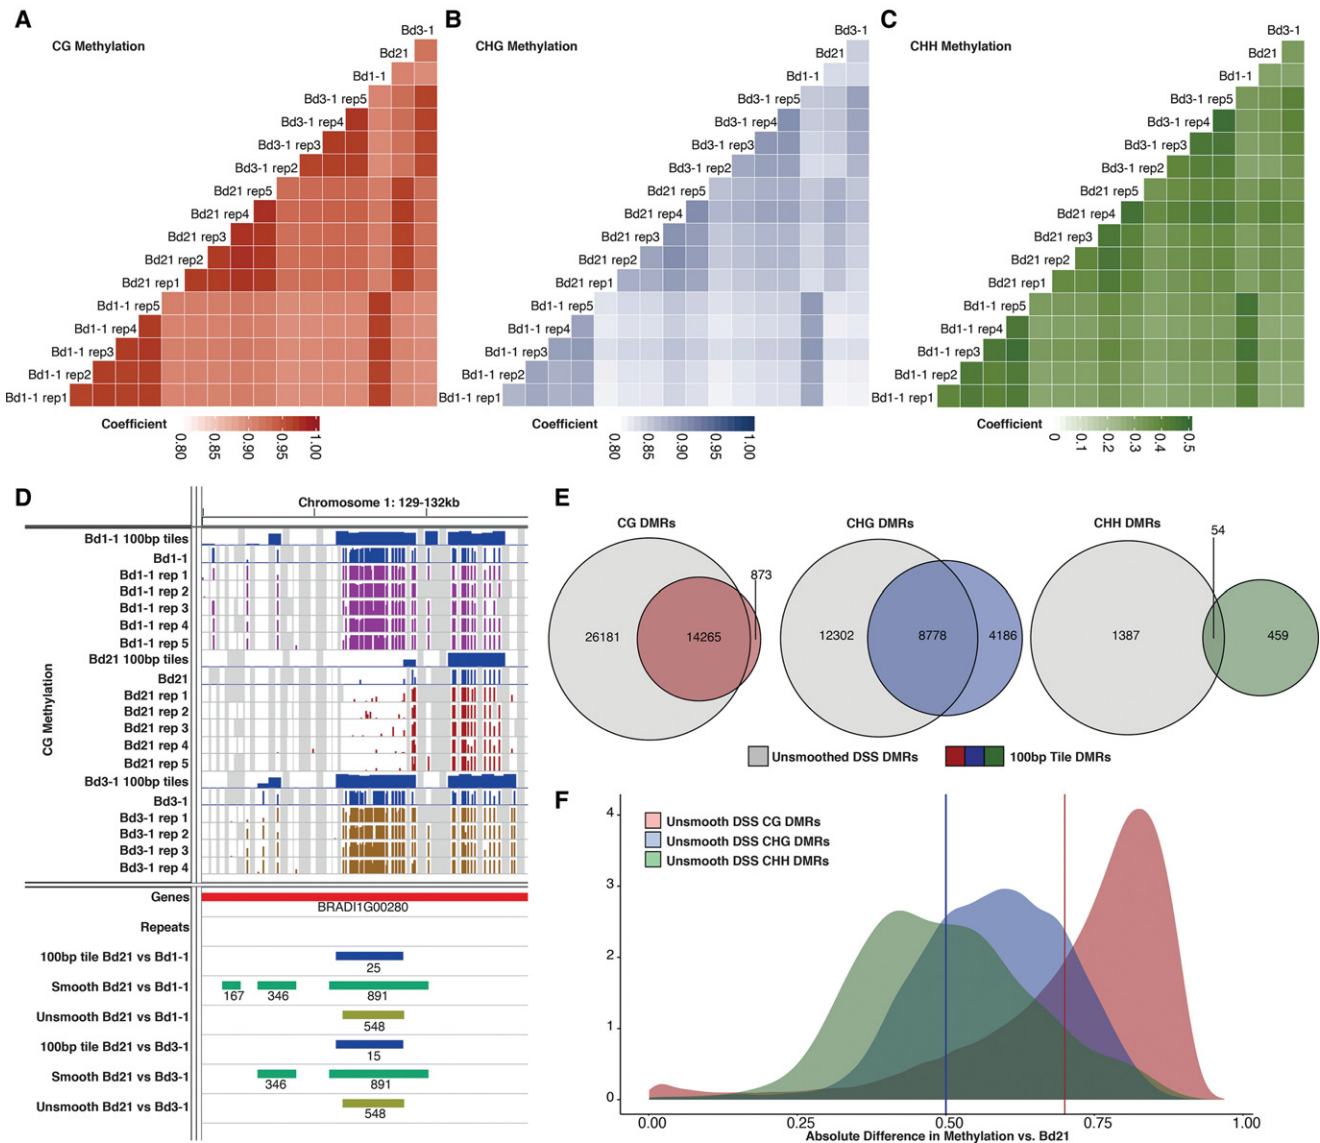 A
CG Methylation
Bd3-1
Bd21
Bd1-1
Bd3-1 rep5
Bd3-1 rep4
Bd3-1 rep3
Bd3-1 rep2
Bd21 rep5
Bd21 rep4
Bd21 rep3
Bd21 rep2
Bd21 rep1
Bd1-1 rep5
Bd1-1 rep4
Bd1-1 rep3
Bd1-1 rep2
Bd1-1 rep1
Coefficient
0.80
0.85
0.90
0.95
1.00
B
CHG Methylation
Bd3-1
Bd21
Bd1-1
Bd3-1 rep5
Bd3-1 rep4
Bd3-1 rep3
Bd3-1 rep2
Bd21 rep5
Bd21 rep4
Bd21 rep3
Bd21 rep2
Bd21 rep1
Bd1-1 rep5
Bd1-1 rep4
Bd1-1 rep3
Bd1-1 rep2
Bd1-1 rep1
Coefficient
0.80
0.85
0.90
0.95
1.00
C
CHH Methylation
Bd3-1
Bd21
Bd1-1
Bd3-1 rep5
Bd3-1 rep4
Bd3-1 rep3
Bd3-1 rep2
Bd21 rep5
Bd21 rep4
Bd21 rep3
Bd21 rep2
Bd21 rep1
Bd1-1 rep5
Bd1-1 rep4
Bd1-1 rep3
Bd1-1 rep2
Bd1-1 rep1
Coefficient
0
0.1
0.2
0.3
0.4
0.5
D
Chromosome 1: 129-132kb
CG Methylation
Bd1-1 100bp tiles
Bd1-1
Bd1-1 rep 1
Bd1-1 rep 2
Bd1-1 rep 3
Bd1-1 rep 4
Bd1-1 rep 5
Bd21 100bp tiles
Bd21
Bd21 rep 1
Bd21 rep 2
Bd21 rep 3
Bd21 rep 4
Bd21 rep 5
Bd3-1 100bp tiles
Bd3-1
Bd3-1 rep 1
Bd3-1 rep 2
Bd3-1 rep 3
Bd3-1 rep 4
Genes
BRADI1G00280
Repeats
100bp tile Bd21 vs Bd1-1
25
Smooth Bd21 vs Bd1-1
167 346 891
Unsmooth Bd21 vs Bd1-1
548
100bp tile Bd21 vs Bd3-1
15
Smooth Bd21 vs Bd3-1
346 891
Unsmooth Bd21 vs Bd3-1
548
E
CG DMRs
26181
14265
873
CHG DMRs
12302
8778
4186
CHH DMRs
1387
54
459
Unsmoothed DSS DMRs
100bp Tile DMRs
F
Unsmooth DSS CG DMRs
Unsmooth DSS CHG DMRs
Unsmooth DSS CHH DMRs
4
3
2
1
0
0.00
0.25
0.50
0.75
1.00
Absolute Difference in Methylation vs. Bd21